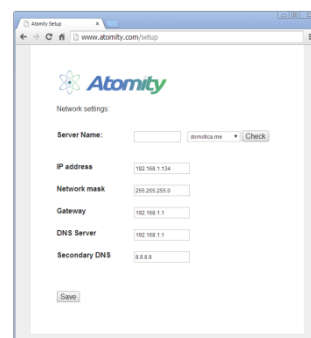 Atomity Setup
www.atomity.com/setup
Atomity
Network settings:
Server Name: domotica.me Check
IP address 192.168.1.134
Network mask 255.255.255.0
Gateway 192.168.1.1
DNS Server 192.168.1.1
Secondary DNS 8.8.8.8
Save